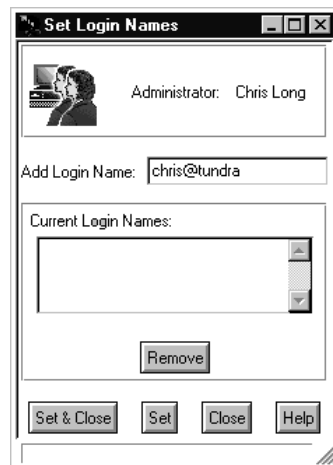 Set Login Names
Administrator: Chris Long
Add Login Name: chris@tundra
Current Login Names:
Remove
Set & Close Set Close Help